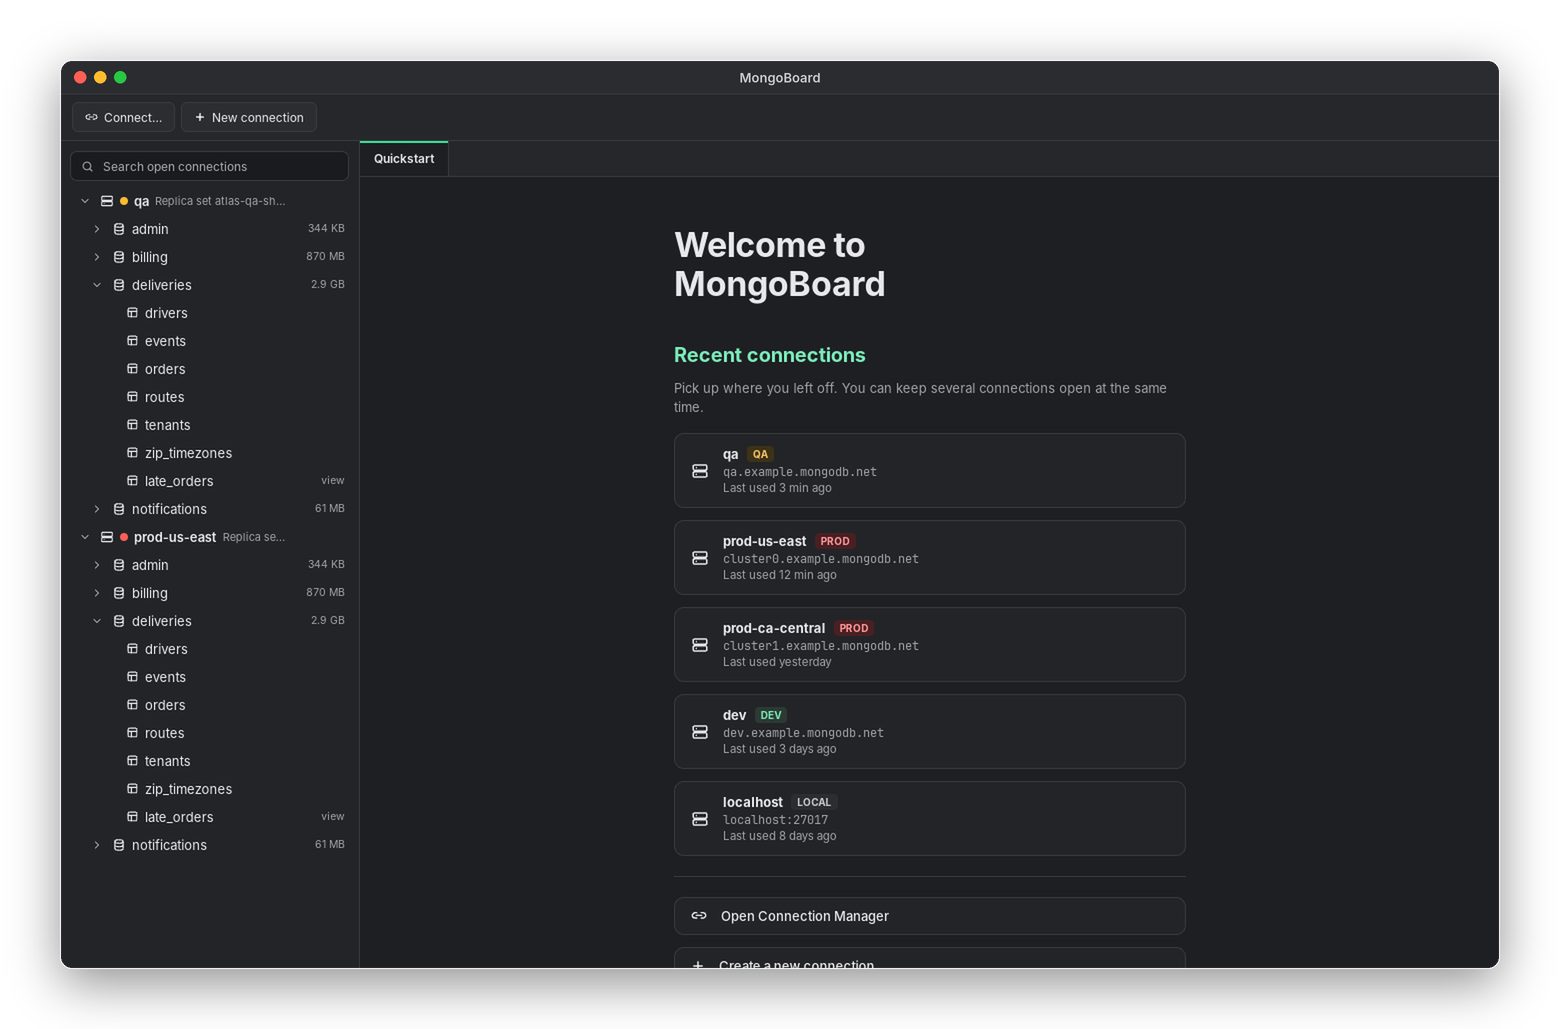 MongoBoard
Connect...
New connection
Search open connections
Quickstart
qa Replica set atlas-qa-sh...
admin 344 KB
billing 870 MB
deliveries 2.9 GB
drivers
events
orders
routes
tenants
zip_timezones
late_orders view
notifications 61 MB
prod-us-east Replica se...
admin 344 KB
billing 870 MB
deliveries 2.9 GB
drivers
events
orders
routes
tenants
zip_timezones
late_orders view
notifications 61 MB
Welcome to
MongoBoard
Recent connections
Pick up where you left off. You can keep several connections open at the same
time.
qa QA
qa.example.mongodb.net
Last used 3 min ago
prod-us-east PROD
cluster0.example.mongodb.net
Last used 12 min ago
prod-ca-central PROD
cluster1.example.mongodb.net
Last used yesterday
dev DEV
dev.example.mongodb.net
Last used 3 days ago
localhost LOCAL
localhost:27017
Last used 8 days ago
Open Connection Manager
Create a new connection